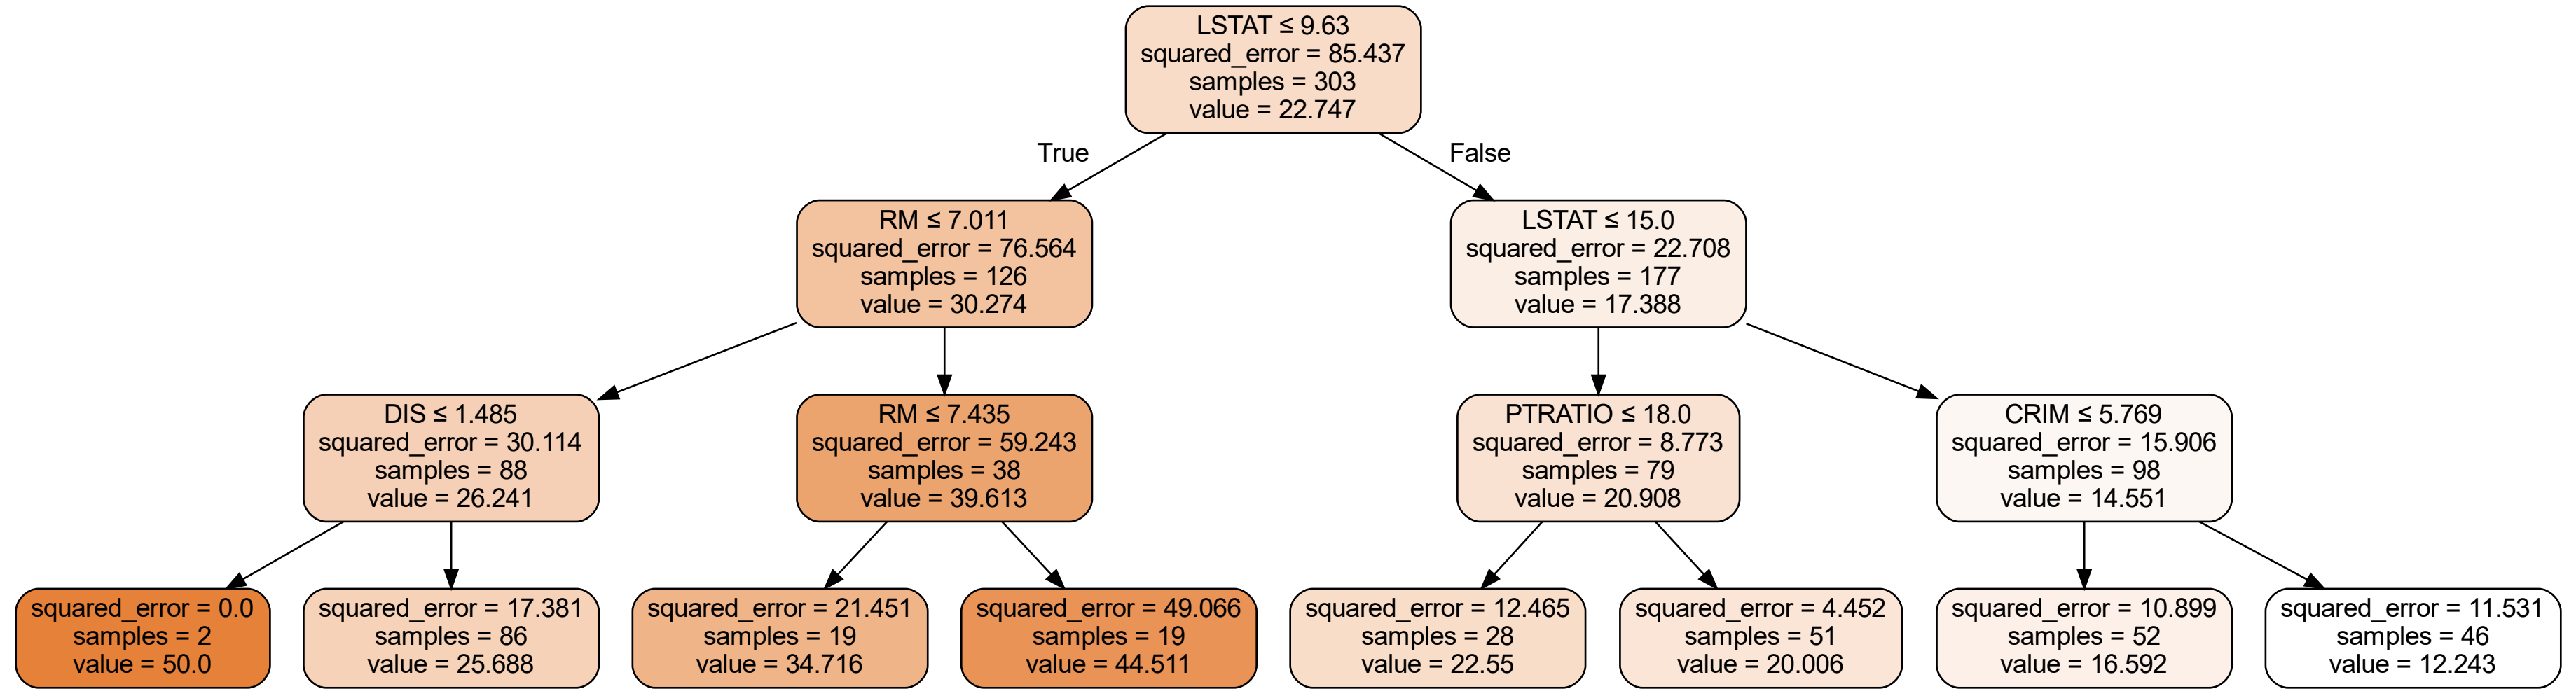 LSTAT ≤ 9.63
squared_error = 85.437
samples = 303
value = 22.747
True
False
RM ≤ 7.011
squared_error = 76.564
samples = 126
value = 30.274
LSTAT ≤ 15.0
squared_error = 22.708
samples = 177
value = 17.388
DIS ≤ 1.485
squared_error = 30.114
samples = 88
value = 26.241
RM ≤ 7.435
squared_error = 59.243
samples = 38
value = 39.613
PTRATIO ≤ 18.0
squared_error = 8.773
samples = 79
value = 20.908
CRIM ≤ 5.769
squared_error = 15.906
samples = 98
value = 14.551
squared_error = 0.0
samples = 2
value = 50.0
squared_error = 17.381
samples = 86
value = 25.688
squared_error = 21.451
samples = 19
value = 34.716
squared_error = 49.066
samples = 19
value = 44.511
squared_error = 12.465
samples = 28
value = 22.55
squared_error = 4.452
samples = 51
value = 20.006
squared_error = 10.899
samples = 52
value = 16.592
squared_error = 11.531
samples = 46
value = 12.243